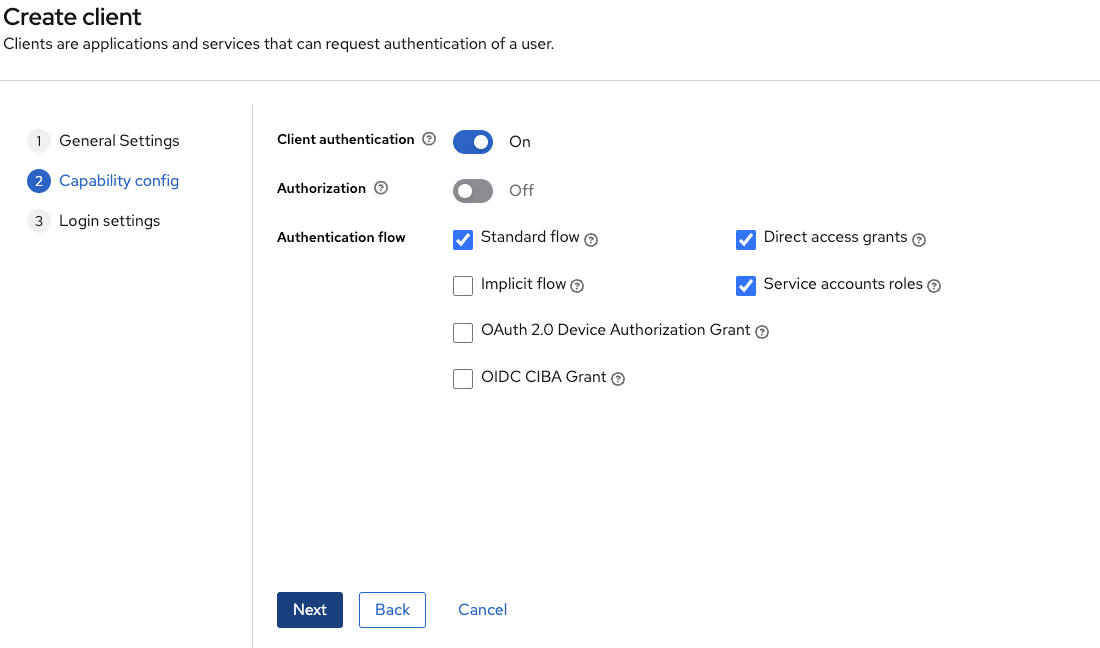 Create client
Clients are applications and services that can request authentication of a user.
1 General Settings
2 Capability config
3 Login settings
Client authentication ? On
Authorization ? Off
Authentication flow
Standard flow ? Direct access grants ?
Implicit flow ? Service accounts roles ?
OAuth 2.0 Device Authorization Grant ?
OIDC CIBA Grant ?
Next Back Cancel